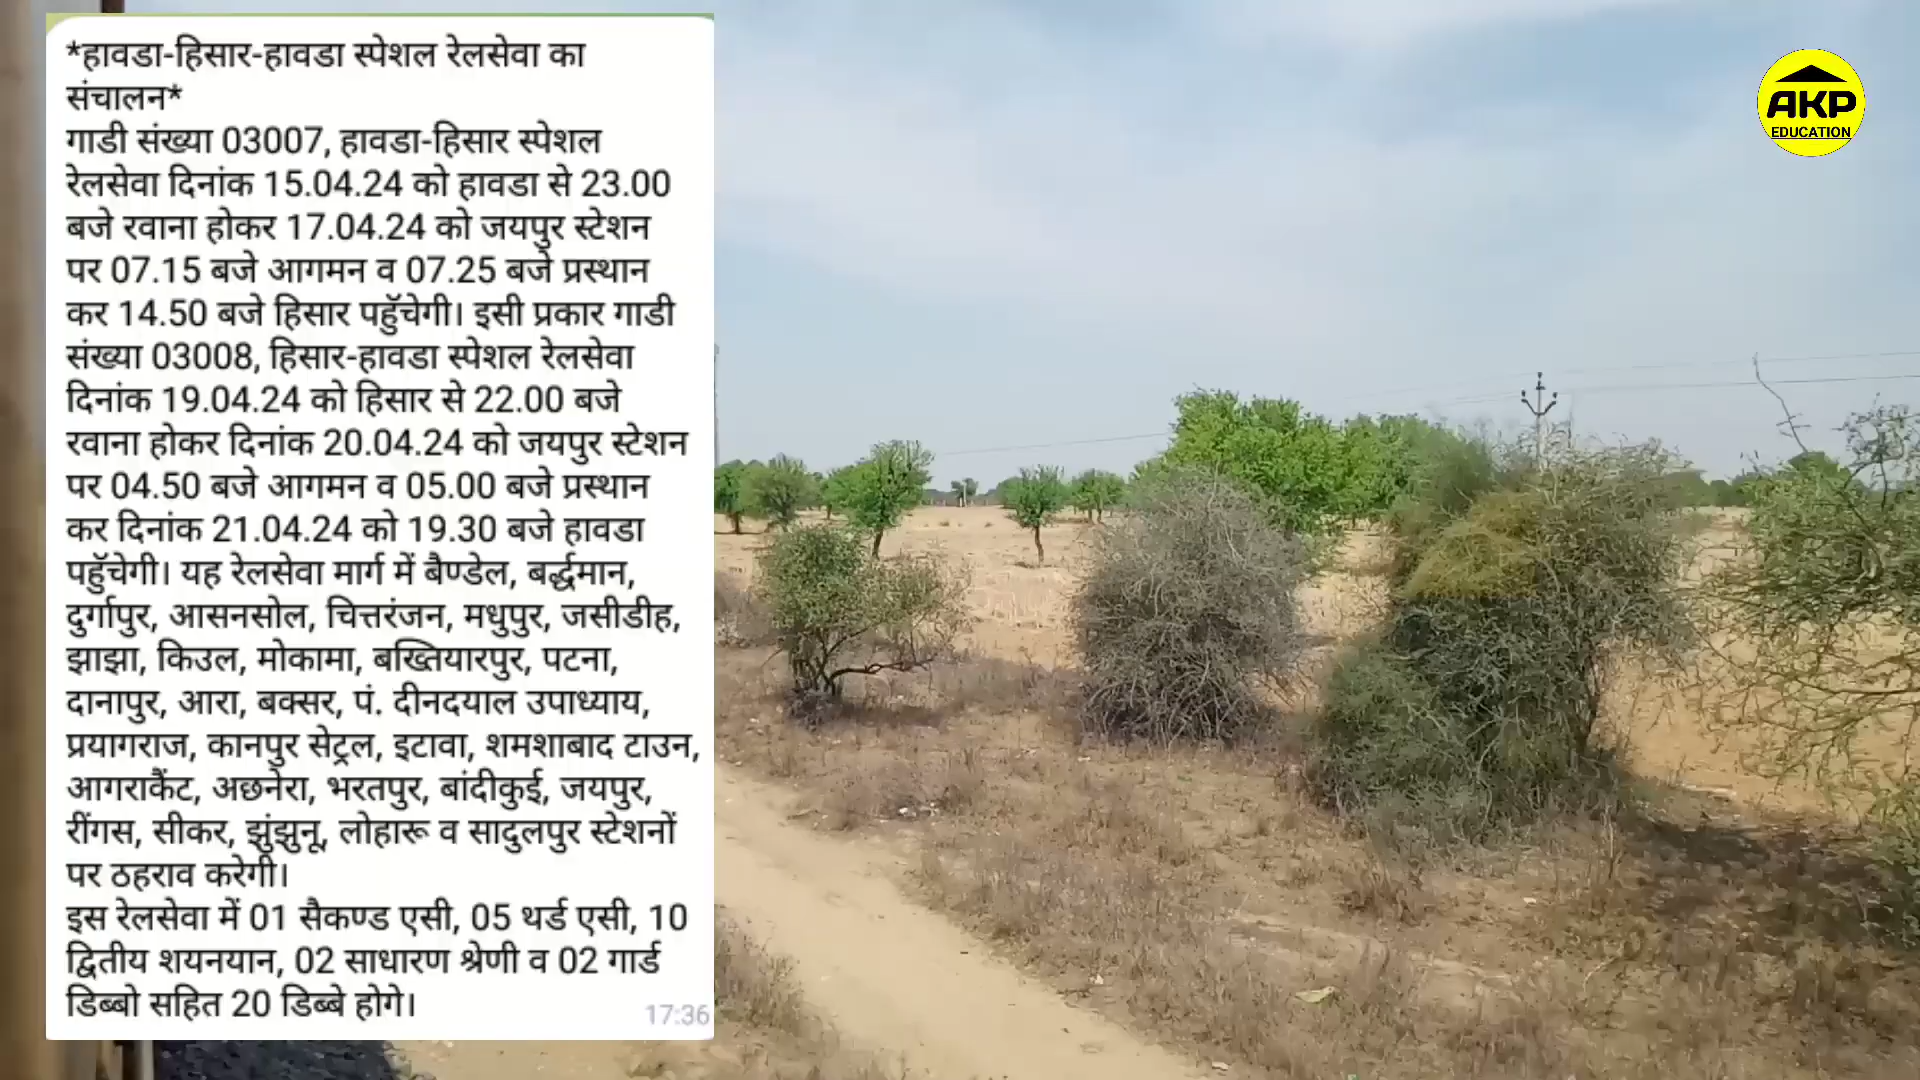 *हावडा-हिसार-हावडा स्पेशल रेलसेवा का
संचालन*
गाडी संख्या 03007, हावडा-हिसार स्पेशल
रेलसेवा दिनांक 15.04.24 को हावडा से 23.00
बजे रवाना होकर 17.04.24 को जयपुर स्टेशन
पर 07.15 बजे आगमन व 07.25 बजे प्रस्थान
कर 14.50 बजे हिसार पहुॅचेगी। इसी प्रकार गाडी
संख्या 03008, हिसार-हावडा स्पेशल रेलसेवा
दिनांक 19.04.24 को हिसार से 22.00 बजे
रवाना होकर दिनांक 20.04.24 को जयपुर स्टेशन
पर 04.50 बजे आगमन व 05.00 बजे प्रस्थान
कर दिनांक 21.04.24 को 19.30 बजे हावडा
पहुॅचेगी। यह रेलसेवा मार्ग में बैण्डेल, बर्द्धमान,
दुर्गापुर, आसनसोल, चित्तरंजन, मधुपुर, जसीडीह,
झाझा, किउल, मोकामा, बख्तियारपुर, पटना,
दानापुर, आरा, बक्सर, पं. दीनदयाल उपाध्याय,
प्रयागराज, कानपुर सेट्रल, इटावा, शमशाबाद टाउन,
आगराकैंट, अछनेरा, भरतपुर, बांदीकुई, जयपुर,
रींगस, सीकर, झुंझुनू, लोहारू व सादुलपुर स्टेशनों
पर ठहराव करेगी।
इस रेलसेवा में 01 सैकण्ड एसी, 05 थर्ड एसी, 10
द्वितीय शयनयान, 02 साधारण श्रेणी व 02 गार्ड
डिब्बो सहित 20 डिब्बे होगे।
17:36
AKP
EDUCATION